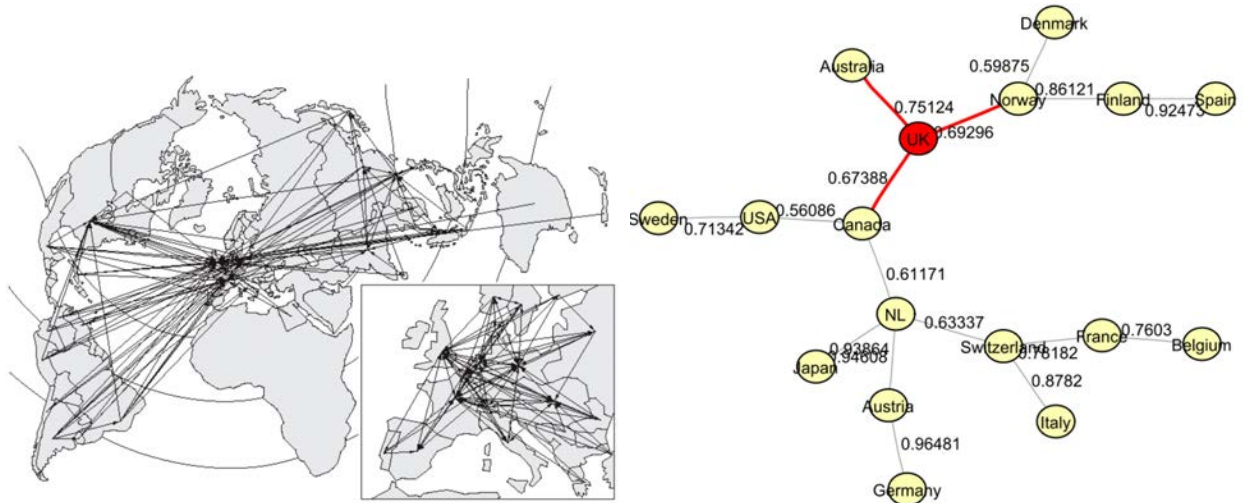 Denmark
Australia
0.59875
0.86121
Norway
Finland
Spain
0.92473
0.75124
UK
0.69296
0.67388
Sweden
0.71342
USA
0.56086
Canada
0.61171
NL
0.63337
0.93864
0.94608
Japan
Switzerland
0.78182
France
0.7603
Belgium
0.8782
Austria
Italy
0.96481
Germany